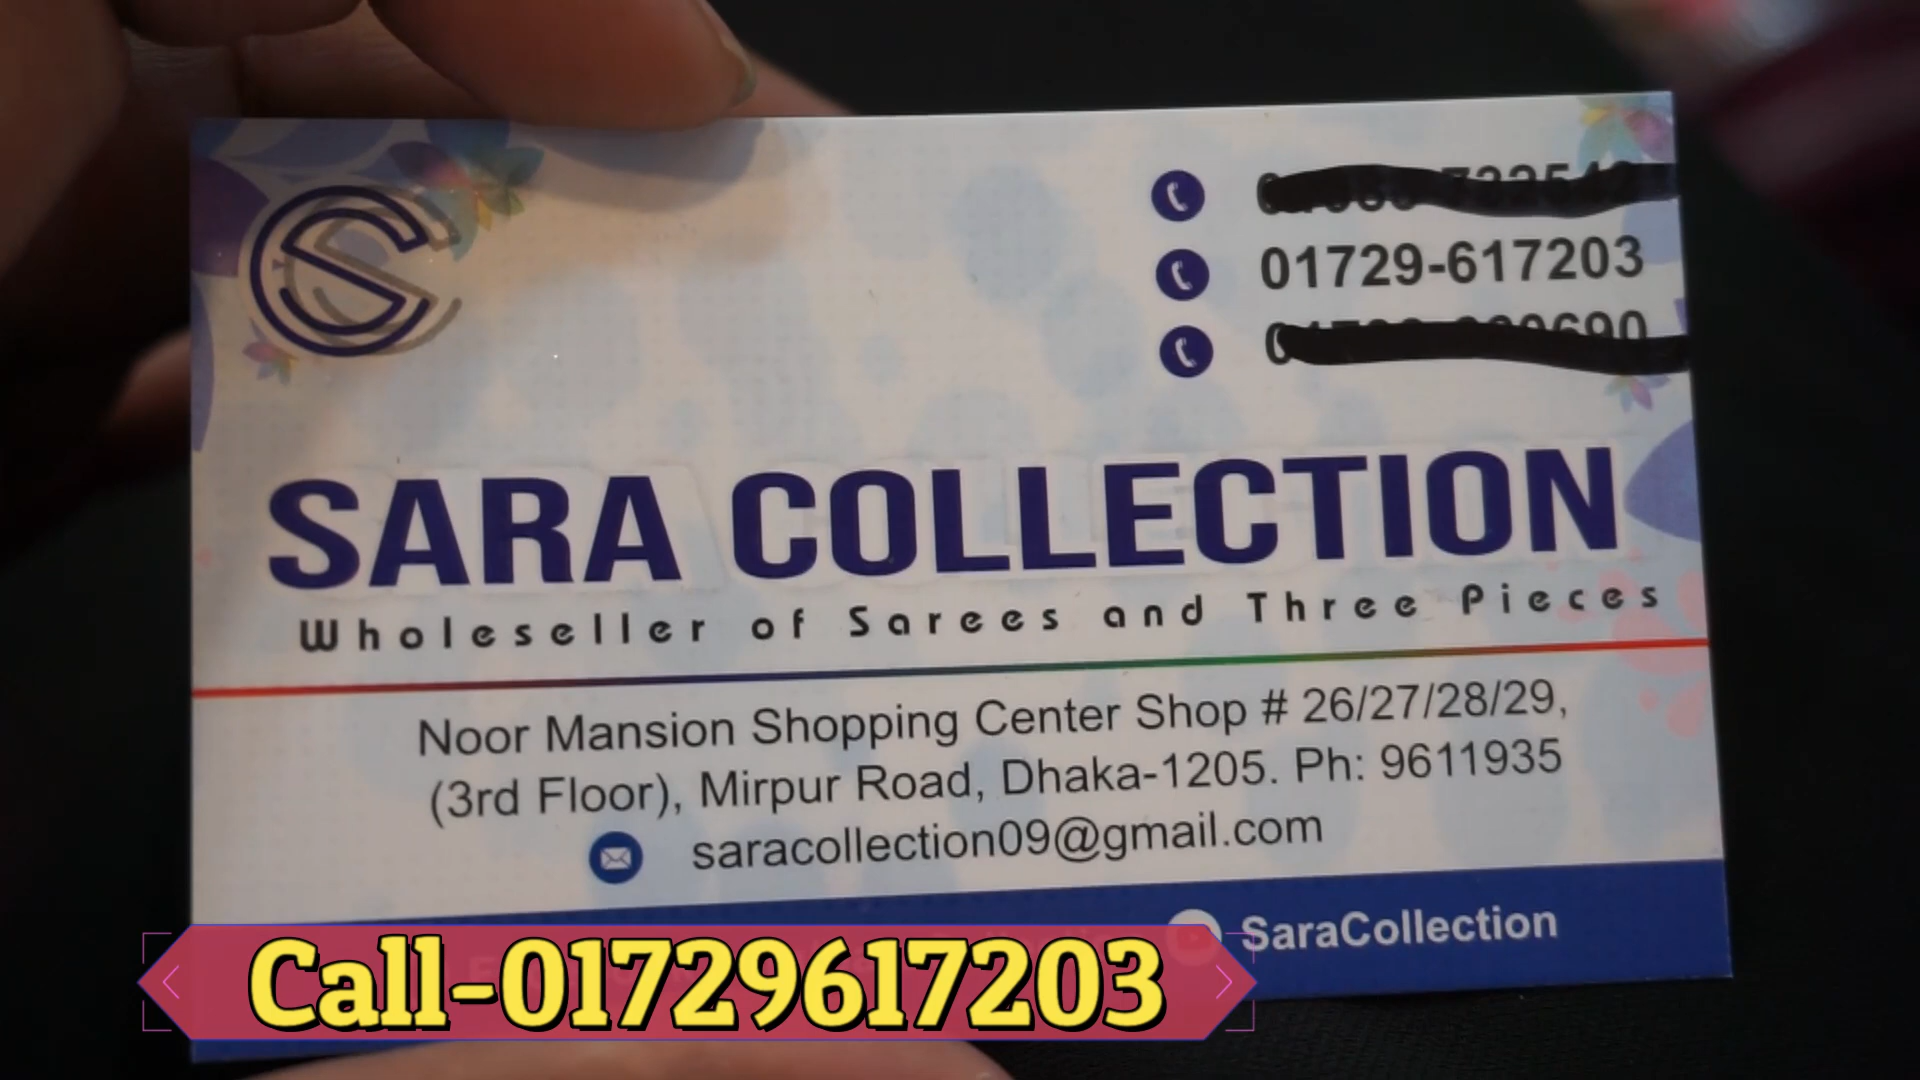 01729-617203
SARA COLLECTION
Wholeseller of Sarees and Three Pieces
Noor Mansion Shopping Center Shop # 26/27/28/29,
(3rd Floor), Mirpur Road, Dhaka-1205. Ph: 9611935
saracollection09@gmail.com
SaraCollection
Call-01729617203